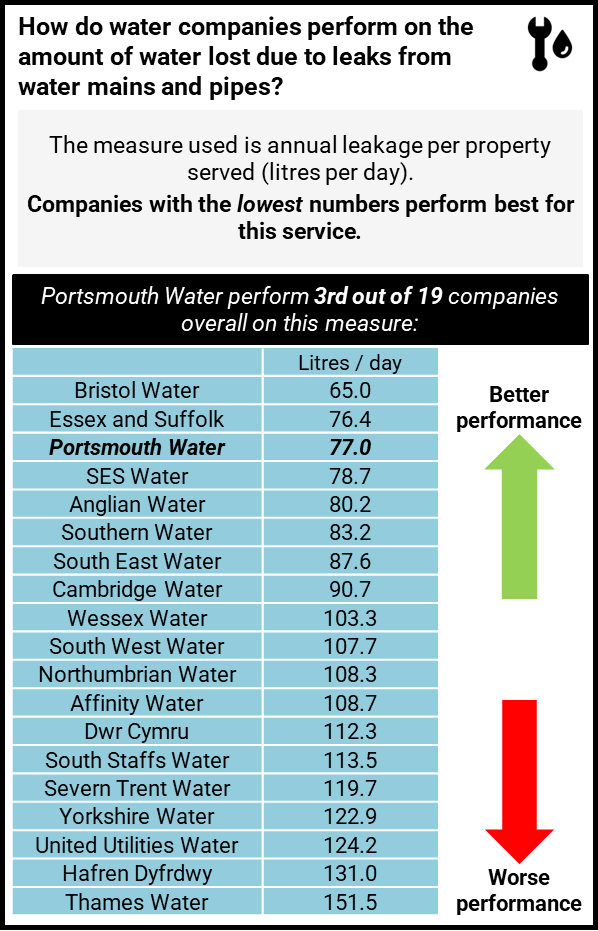 How do water companies perform on the
amount of water lost due to leaks from
water mains and pipes?
The measure used is annual leakage per property
served (litres per day).
Companies with the lowest numbers perform best for
this service.
Portsmouth Water perform 3rd out of 19 companies
overall on this measure:
Litres / day
Bristol Water 65.0
Essex and Suffolk 76.4
Portsmouth Water 77.0
SES Water 78.7
Anglian Water 80.2
Southern Water 83.2
South East Water 87.6
Cambridge Water 90.7
Wessex Water 103.3
South West Water 107.7
Northumbrian Water 108.3
Affinity Water 108.7
Dwr Cymru 112.3
South Staffs Water 113.5
Severn Trent Water 119.7
Yorkshire Water 122.9
United Utilities Water 124.2
Hafren Dyfrdwy 131.0
Thames Water 151.5
Better
performance
Worse
performance